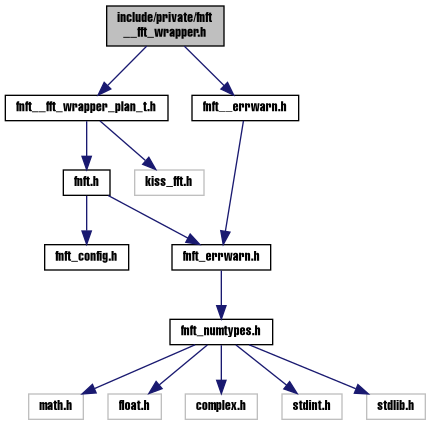 include/private/fnft
__fft_wrapper.h
fnft__fft_wrapper_plan_t.h
fnft__errwarn.h
fnft.h
kiss_fft.h
fnft_config.h
fnft_errwarn.h
fnft_numtypes.h
math.h
float.h
complex.h
stdint.h
stdlib.h